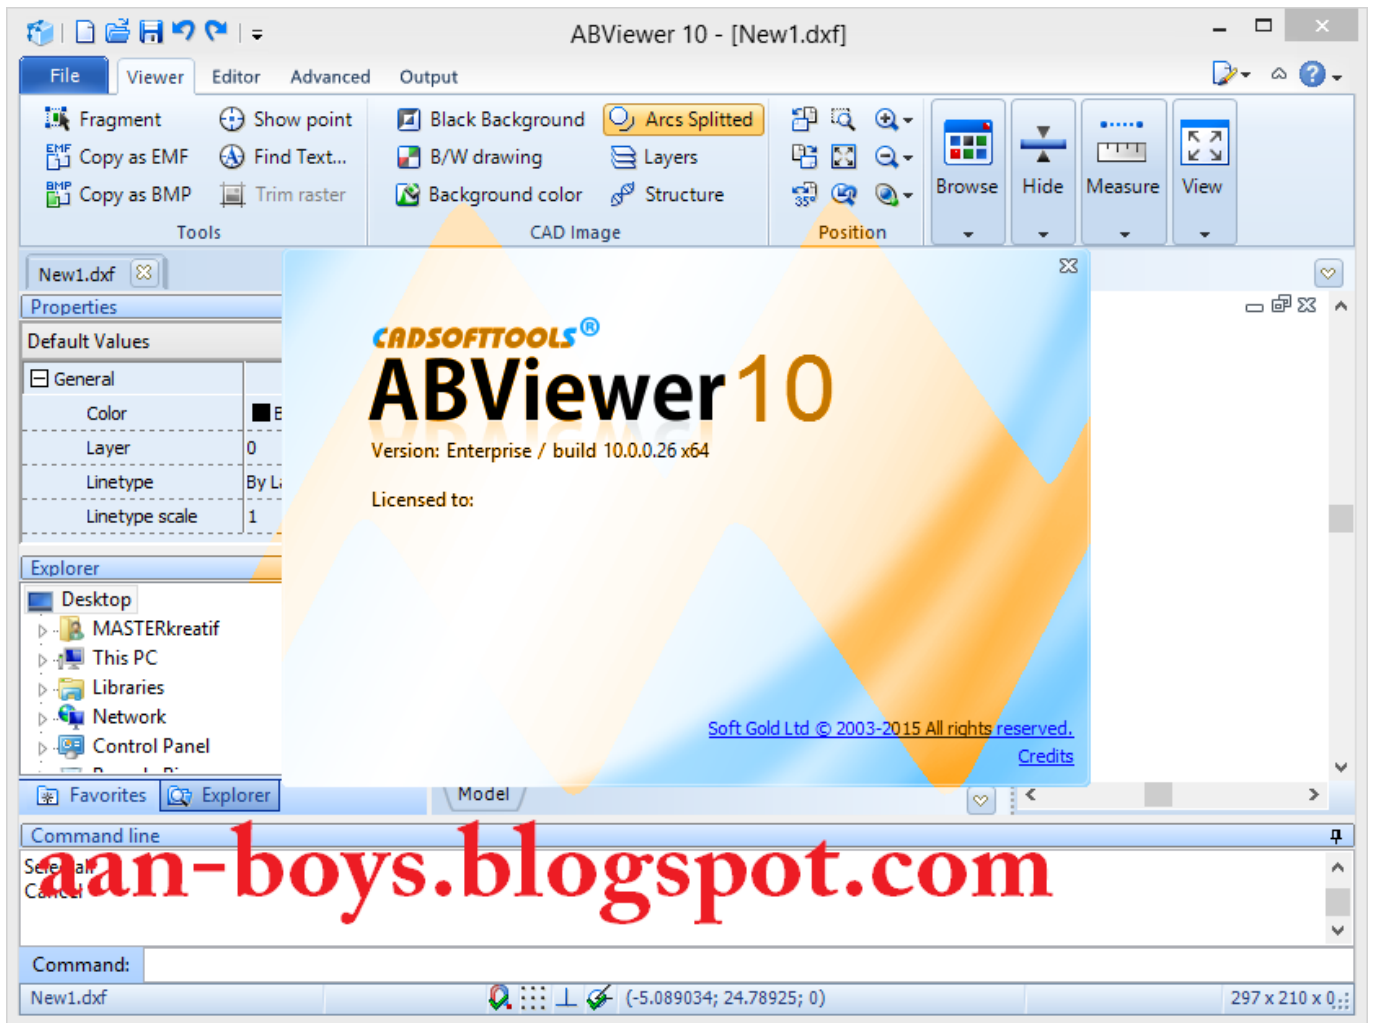 ABViewer 10 - [New1.dxf]
File Viewer Editor Advanced Output
Fragment Show point Black Background Arcs Splitted
EMF Copy as EMF Find Text... B/W drawing Layers
BMP Copy as BMP Trim raster Background color Structure 35°
Browse Hide Measure View
Tools CAD Image Position
New1.dxf
Properties
Default Values
General
Color B
Layer 0
Linetype By La
Linetype scale 1
CADSOFTTOOLS®
ABViewer 10
Version: Enterprise / build 10.0.0.26 x64
Licensed to:
Soft Gold Ltd © 2003-2015 All rights reserved.
Credits
Explorer
Desktop
MASTERkreatif
This PC
Libraries
Network
Control Panel
Favorites Explorer Model
Command line
Cancel
aan-boys.blogspot.com
Command:
New1.dxf (-5.089034; 24.78925; 0) 297 x 210 x 0